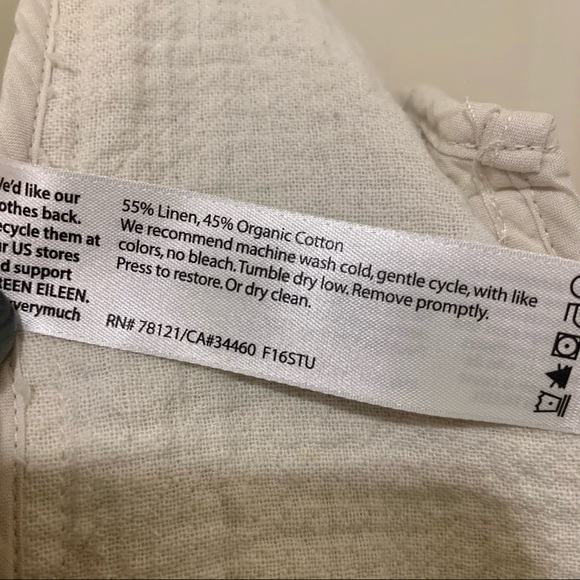 e'd like our
othes back.
ecycle them at
r US stores
d support
REEN EILEEN.
verymuch
55% Linen, 45% Organic Cotton
We recommend machine wash cold, gentle cycle, with like
colors, no bleach. Tumble dry low. Remove promptly.
Press to restore. Or dry clean.
RN# 78121/CA#34460 F16STU